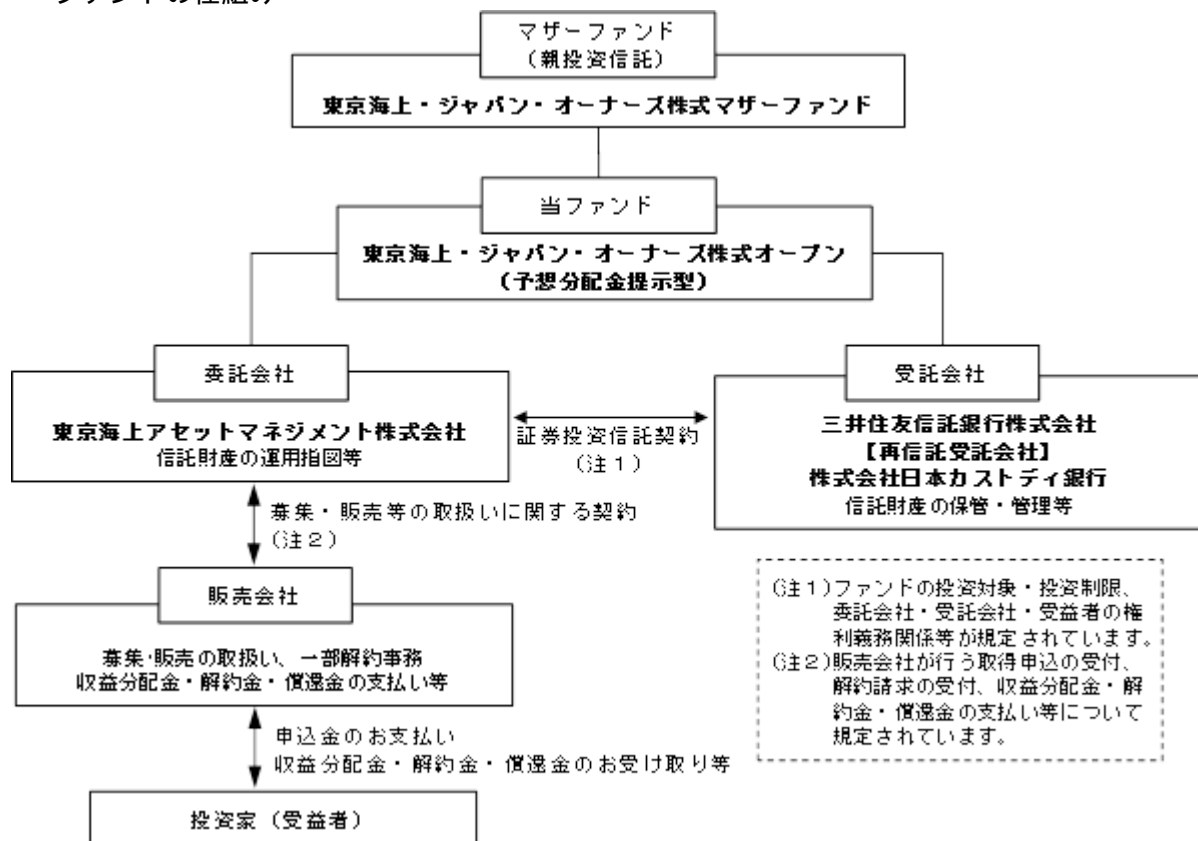 ファンドの仕組み
マザーファンド
(親投資信託)
東京海上・ジャパン・オーナーズ株式マザーファンド
当ファンド
東京海上・ジャパン・オーナーズ株式オープン
(予想分配金提示型)
委託会社
東京海上アセットマネジメント株式会社
信託財産の運用指図等
証券投資信託契約
(注1)
受託会社
三井住友信託銀行株式会社
【再信託受託会社】
株式会社日本カストディ銀行
信託財産の保管・管理等
募集・販売等の取扱いに関する契約
(注2)
販売会社
募集・販売の取扱い、一部解約事務
収益分配金・解約金・償還金の支払い等
申込金のお支払い
収益分配金・解約金・償還金のお受け取り等
投資家(受益者)
(注1)ファンドの投資対象・投資制限、
委託会社・受託会社・受益者の権
利義務関係等が規定されています。
(注2)販売会社が行う取得申込の受付、
解約請求の受付、収益分配金・解
約金・償還金の支払い等について
規定されています。